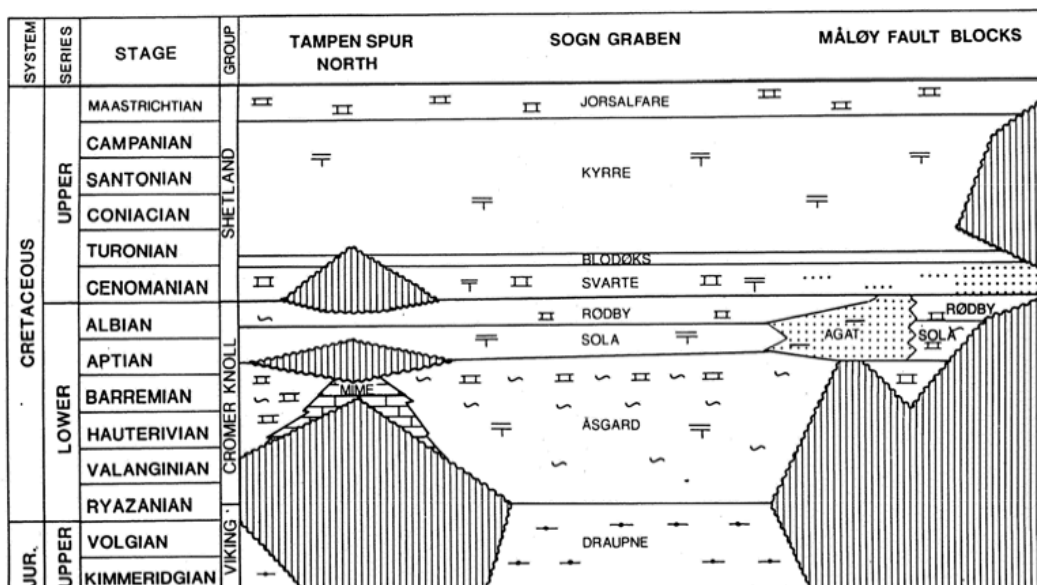 SYSTEM
SERIES
STAGE
GROUP
TAMPEN SPUR
NORTH
SOGN GRABEN
MÅLØY FAULT BLOCKS
CRETACEOUS
JUR.
UPPER
LOWER
UPPER
MAASTRICHTIAN
CAMPANIAN
SANTONIAN
CONIACIAN
TURONIAN
CENOMANIAN
ALBIAN
APTIAN
BARREMIAN
HAUTERIVIAN
VALANGINIAN
RYAZANIAN
VOLGIAN
KIMMERIDGIAN
SHETLAND
CROMER KNOLL
VIKING
JORSALFARE
KYRRE
BLODØKS
SVARTE
RØDBY
RØDBY
SOLA
AGAT
SOLA
MIME
ÅSGARD
DRAUPNE